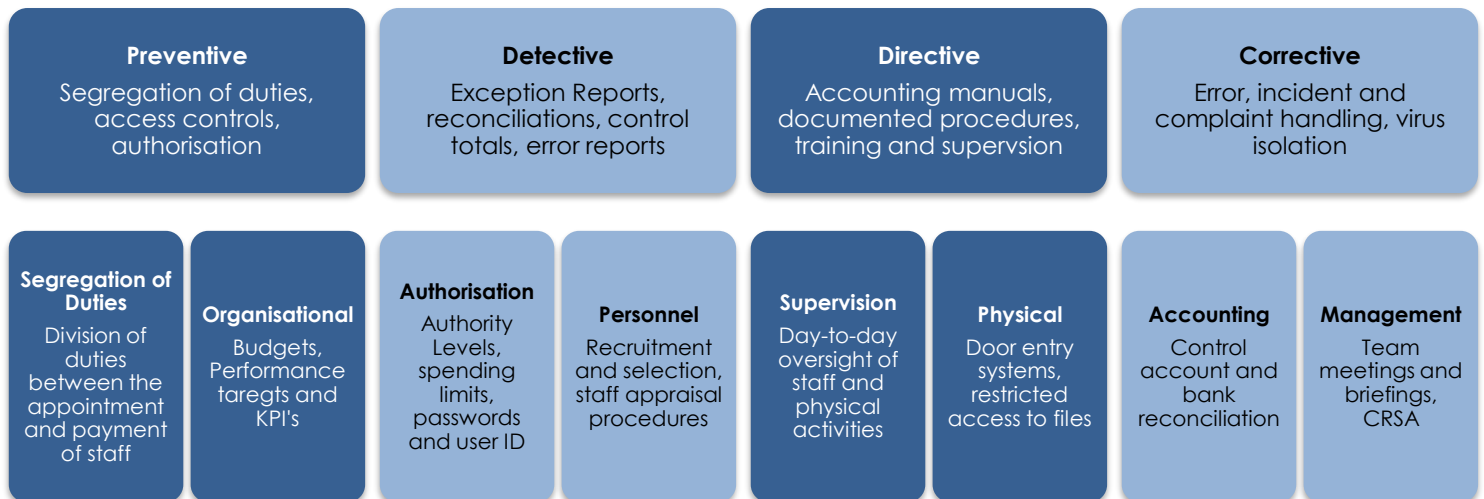 Preventive
Segregation of duties,
access controls,
authorisation
Detective
Exception Reports,
reconciliations, control
totals, error reports
Directive
Accounting manuals,
documented procedures,
training and supervsion
Corrective
Error, incident and
complaint handling, virus
isolation
Segregation of
Duties
Division of
duties
between the
appointment
and payment
of staff
Organisational
Budgets,
Performance
taregts and
KPI's
Authorisation
Authority
Levels,
spending
limits,
passwords
and user ID
Personnel
Recruitment
and selection,
staff appraisal
procedures
Supervision
Day-to-day
oversight of
staff and
physical
activities
Physical
Door entry
systems,
restricted
access to files
Accounting
Control
account and
bank
reconciliation
Management
Team
meetings and
briefings,
CRSA